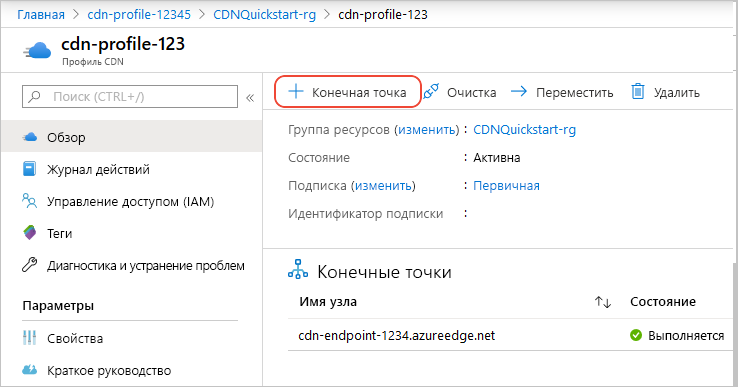 Главная > cdn-profile-12345 > CDNQuickstart-rg > cdn-profile-123
cdn-profile-123
Профиль CDN
Поиск (CTRL+/)
«
Обзор
Журнал действий
Управление доступом (IAM)
Теги
Диагностика и устранение проблем
Параметры
Свойства
Краткое руководство
+ Конечная точка Очистка Переместить Удалить
Группа ресурсов (изменить) : CDNQuickstart-rg
Состояние : Активна
Подписка (изменить) : Первичная
Идентификатор подписки :
Конечные точки
Имя узла ↑↓ Состояние
cdn-endpoint-1234.azureedge.net Выполняется